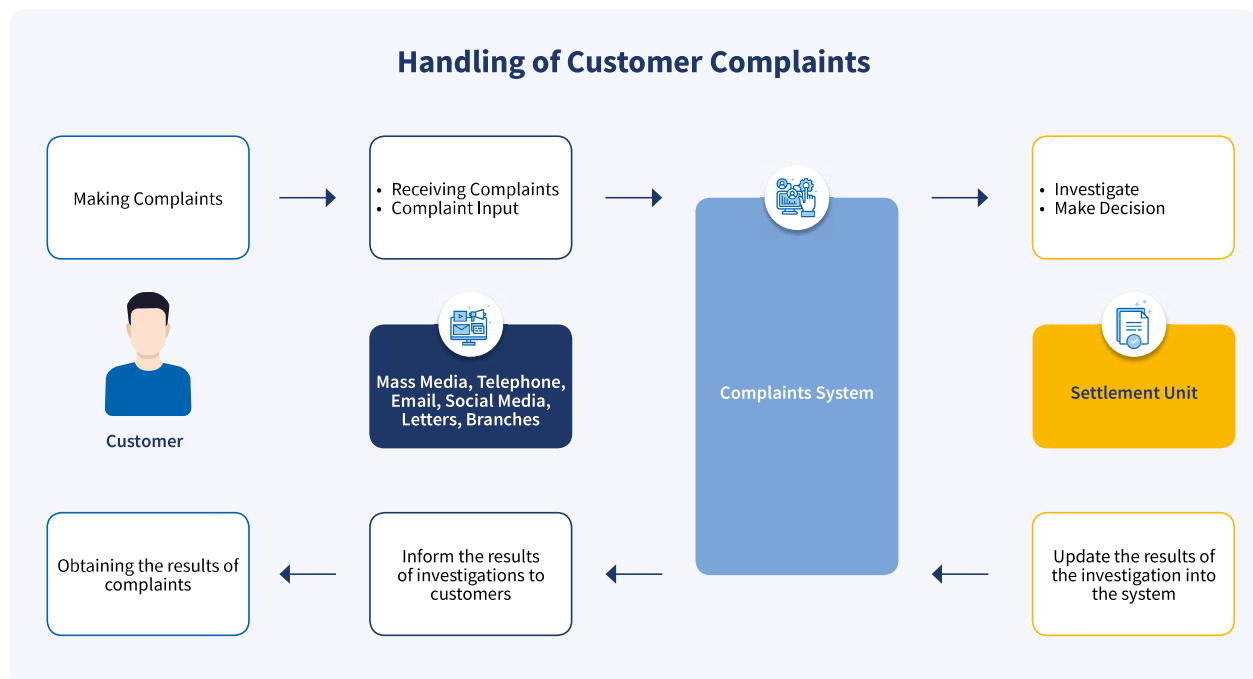 Handling of Customer Complaints
Making Complaints
• Receiving Complaints
• Complaint Input
• Investigate
• Make Decision
Mass Media, Telephone,
Email, Social Media,
Letters, Branches
Complaints System
Settlement Unit
Customer
Obtaining the results of
complaints
Inform the results
of investigations to
customers
Update the results of
the investigation into
the system